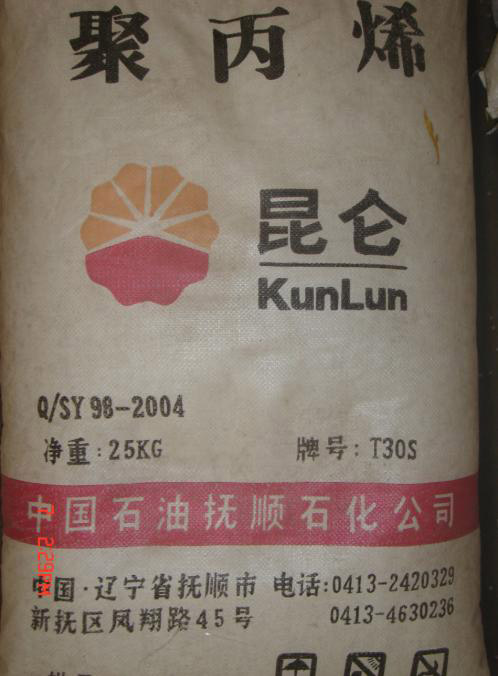 聚丙烯
昆仑
KunLun
Q/SY 98-2004
净重:25KG 牌号:T30S
中国石油抚顺石化公司
中国·辽宁省抚顺市 电话:0413-2420329
新抚区凤翔路45号 0413-4630236